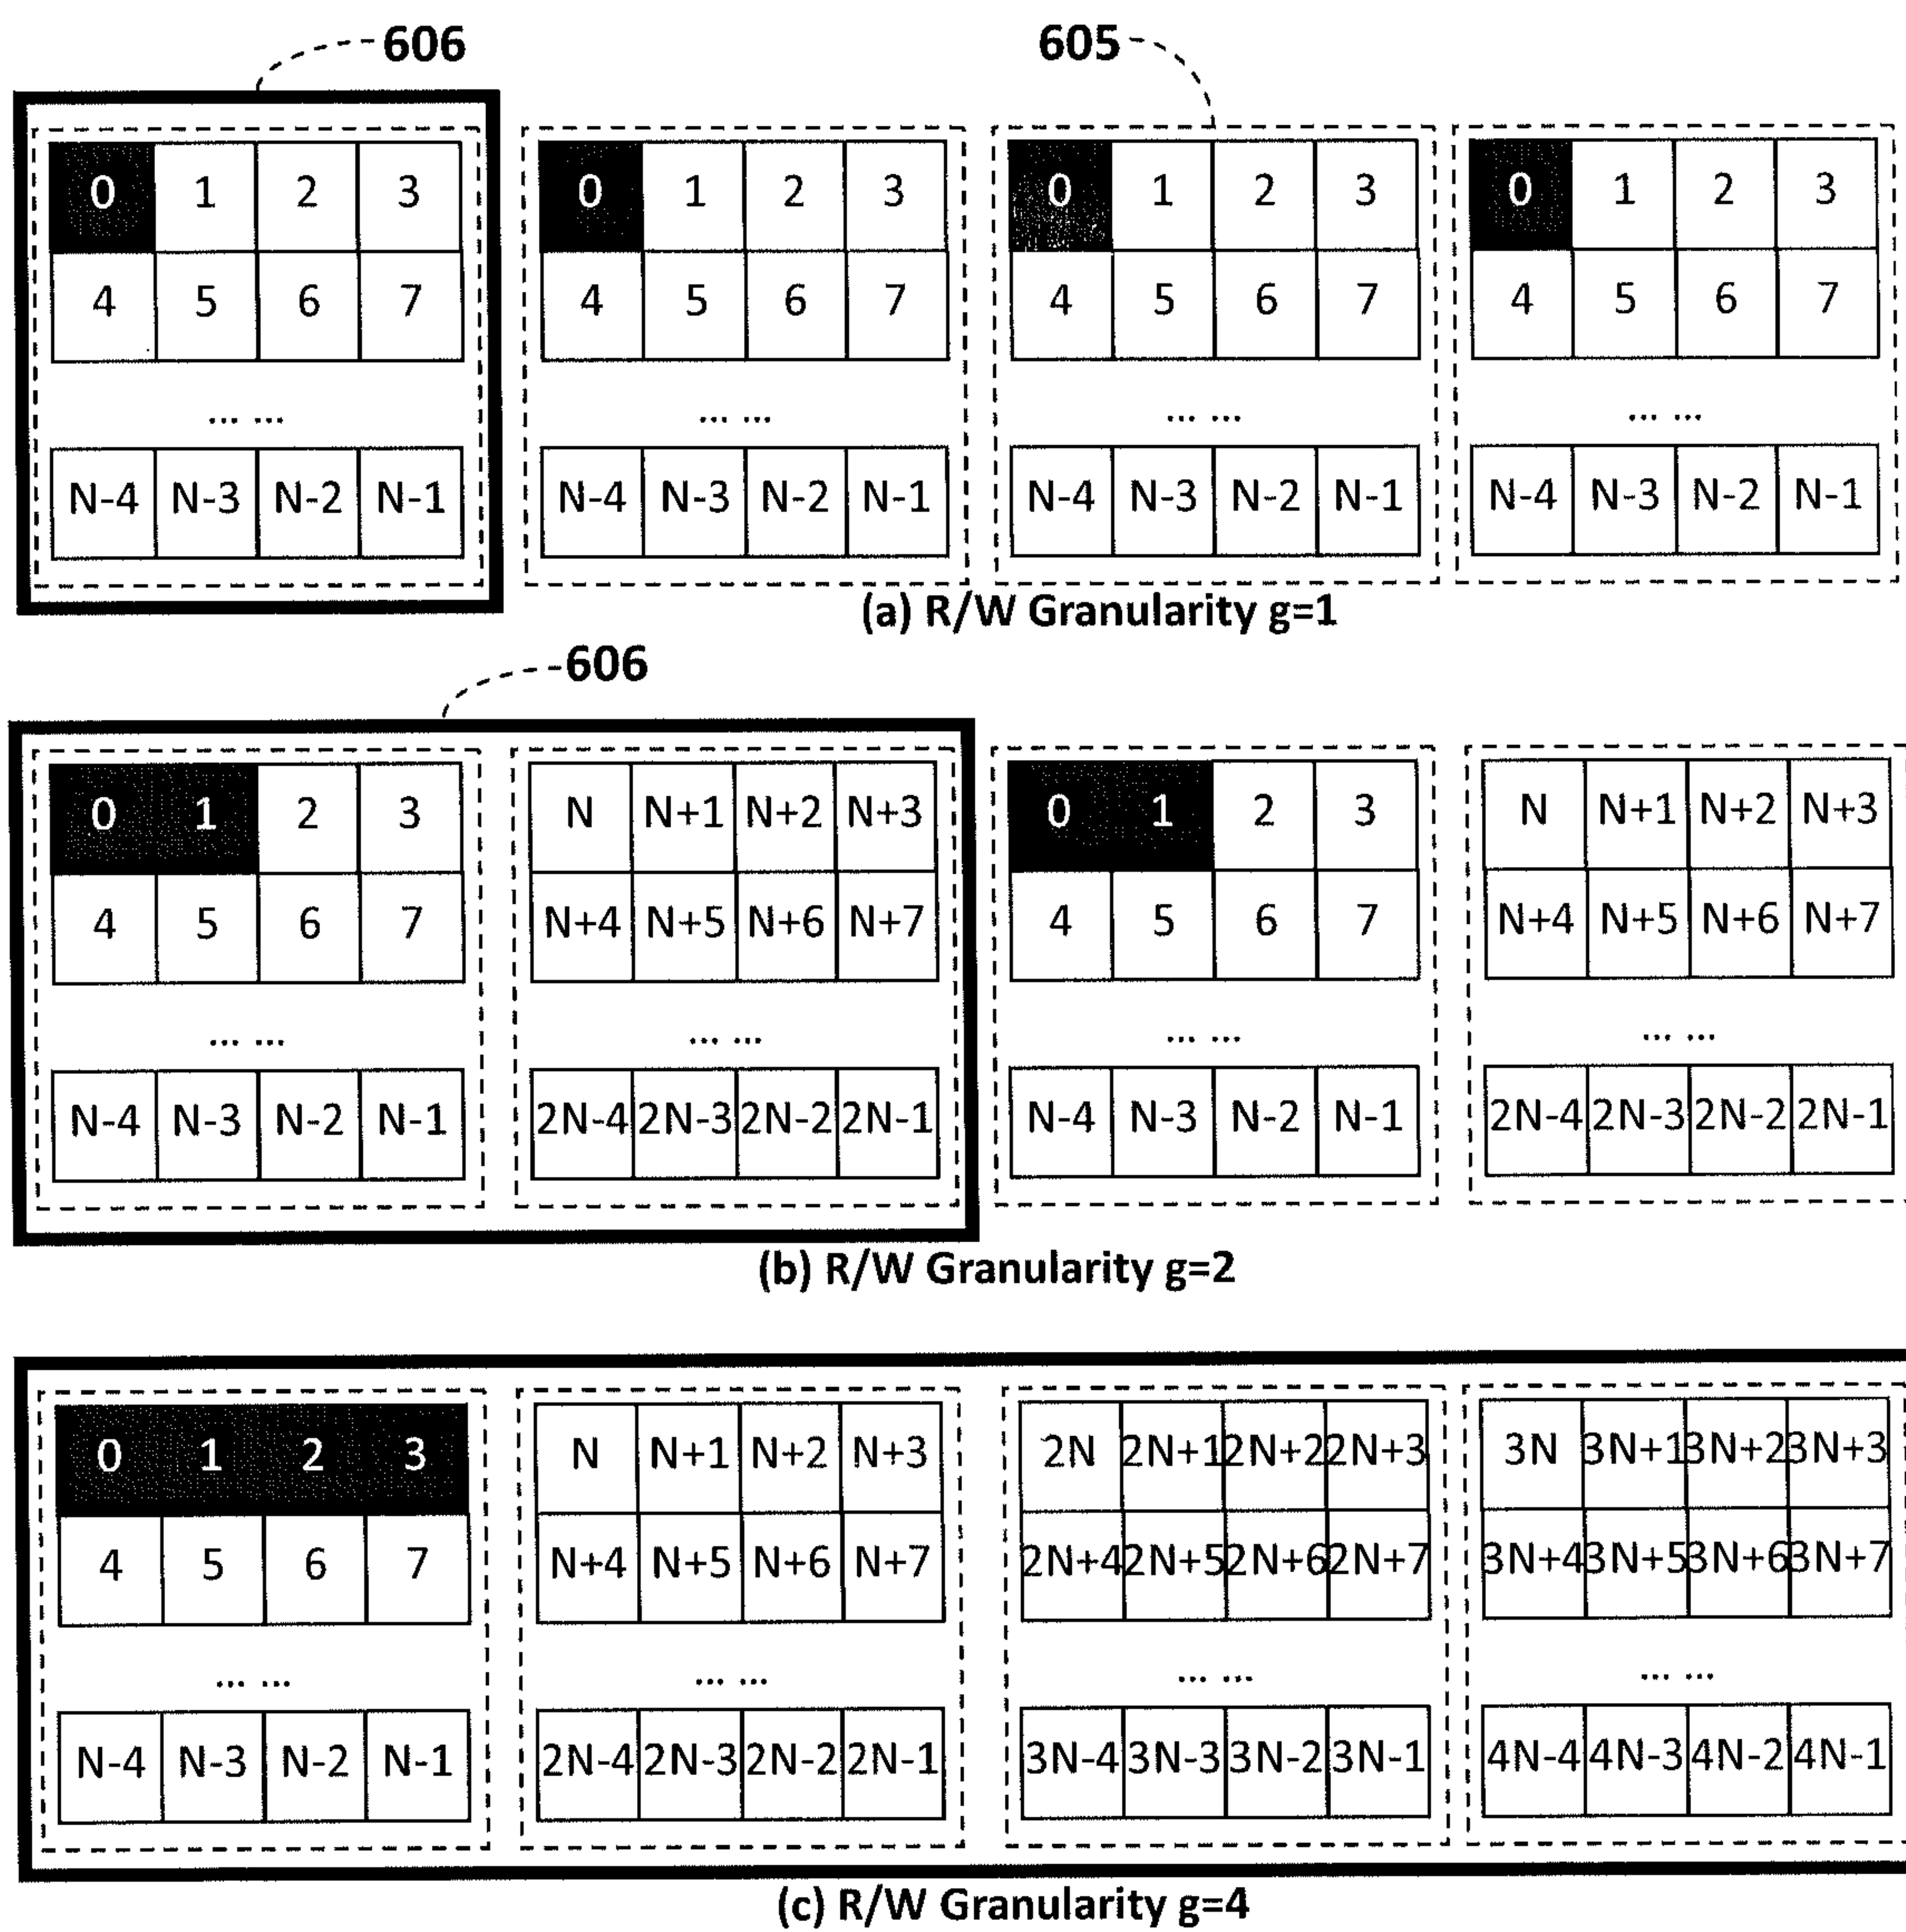 606 605
0 1 2 3 0 1 2 3 0 1 2 3 0 1 2 3
4 5 6 7 4 5 6 7 4 5 6 7 4 5 6 7
... ... ... ... ... ... ... ...
N-4 N-3 N-2 N-1 N-4 N-3 N-2 N-1 N-4 N-3 N-2 N-1 N-4 N-3 N-2 N-1
(a) R/W Granularity g=1
606
0 1 2 3 N N+1 N+2 N+3 0 1 2 3 N N+1 N+2 N+3
4 5 6 7 N+4 N+5 N+6 N+7 4 5 6 7 N+4 N+5 N+6 N+7
... ... ... ... ... ... ... ...
N-4 N-3 N-2 N-1 2N-4 2N-3 2N-2 2N-1 N-4 N-3 N-2 N-1 2N-4 2N-3 2N-2 2N-1
(b) R/W Granularity g=2
0 1 2 3 N N+1 N+2 N+3 2N 2N+1 2N+2 2N+3 3N 3N+1 3N+2 3N+3
4 5 6 7 N+4 N+5 N+6 N+7 2N+4 2N+5 2N+6 2N+7 3N+4 3N+5 3N+6 3N+7
... ... ... ... ... ... ... ...
N-4 N-3 N-2 N-1 2N-4 2N-3 2N-2 2N-1 3N-4 3N-3 3N-2 3N-1 4N-4 4N-3 4N-2 4N-1
(c) R/W Granularity g=4